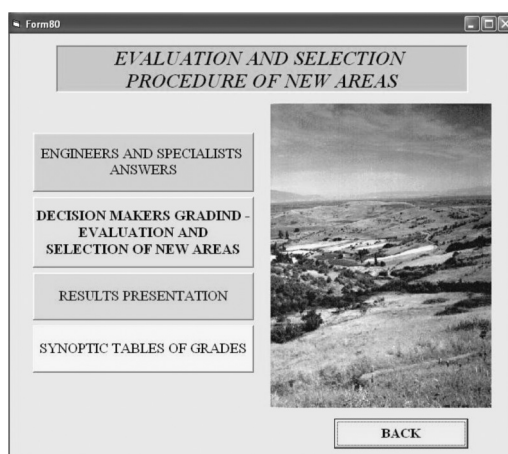 Form80
EVALUATION AND SELECTION
PROCEDURE OF NEW AREAS
ENGINEERS AND SPECIALISTS
ANSWERS
DECISION MAKERS GRADIND -
EVALUATION AND
SELECTION OF NEW AREAS
RESULTS PRESENTATION
SYNOPTIC TABLES OF GRADES
BACK